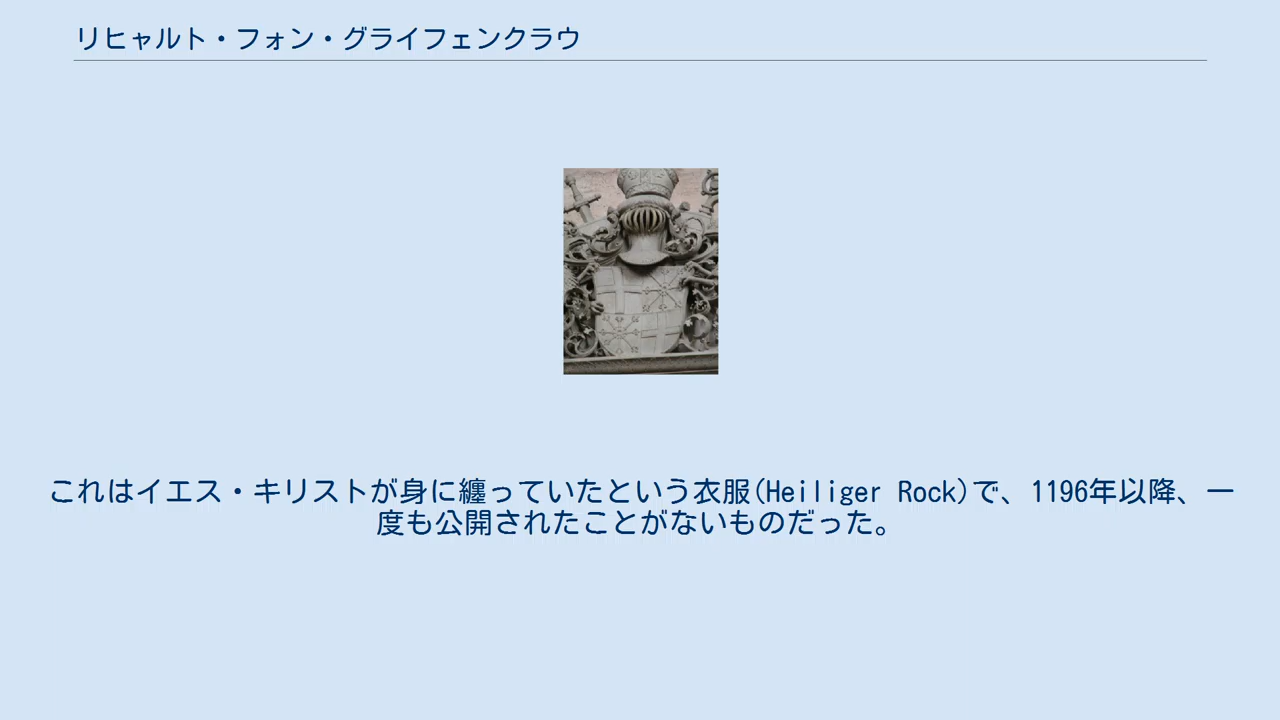 リヒャルト・フォン・グライフェンクラウ
これはイエス・キリストが身に纏っていたという衣服(Heiliger Rock)で、1196年以降、一
度も公開されたことがないものだった。